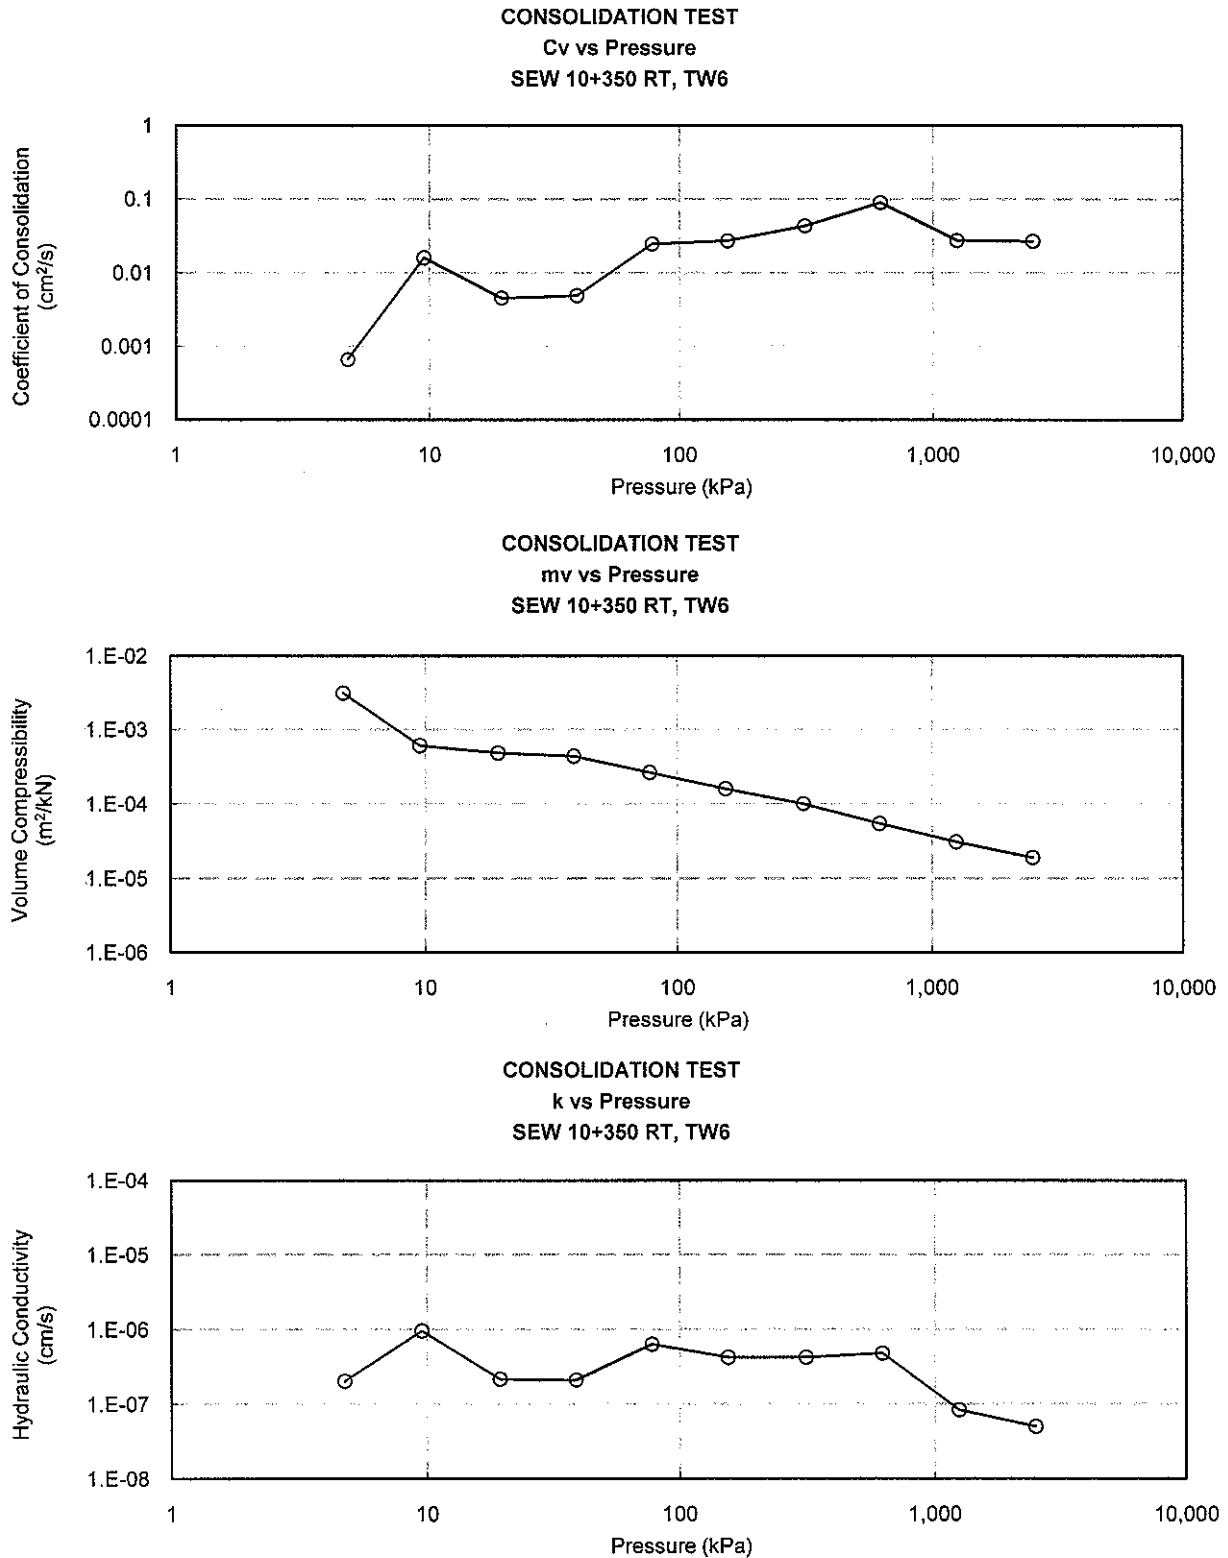 CONSOLIDATION TEST
Cv vs Pressure
SEW 10+350 RT, TW6
Coefficient of Consolidation
(cm²/s)
1
0.1
0.01
0.001
0.0001
1 10 100 1,000 10,000
Pressure (kPa)
CONSOLIDATION TEST
mv vs Pressure
SEW 10+350 RT, TW6
Volume Compressibility
(m²/kN)
1.E-02
1.E-03
1.E-04
1.E-05
1.E-06
1 10 100 1,000 10,000
Pressure (kPa)
CONSOLIDATION TEST
k vs Pressure
SEW 10+350 RT, TW6
Hydraulic Conductivity
(cm/s)
1.E-04
1.E-05
1.E-06
1.E-07
1.E-08
1 10 100 1,000 10,000
Pressure (kPa)